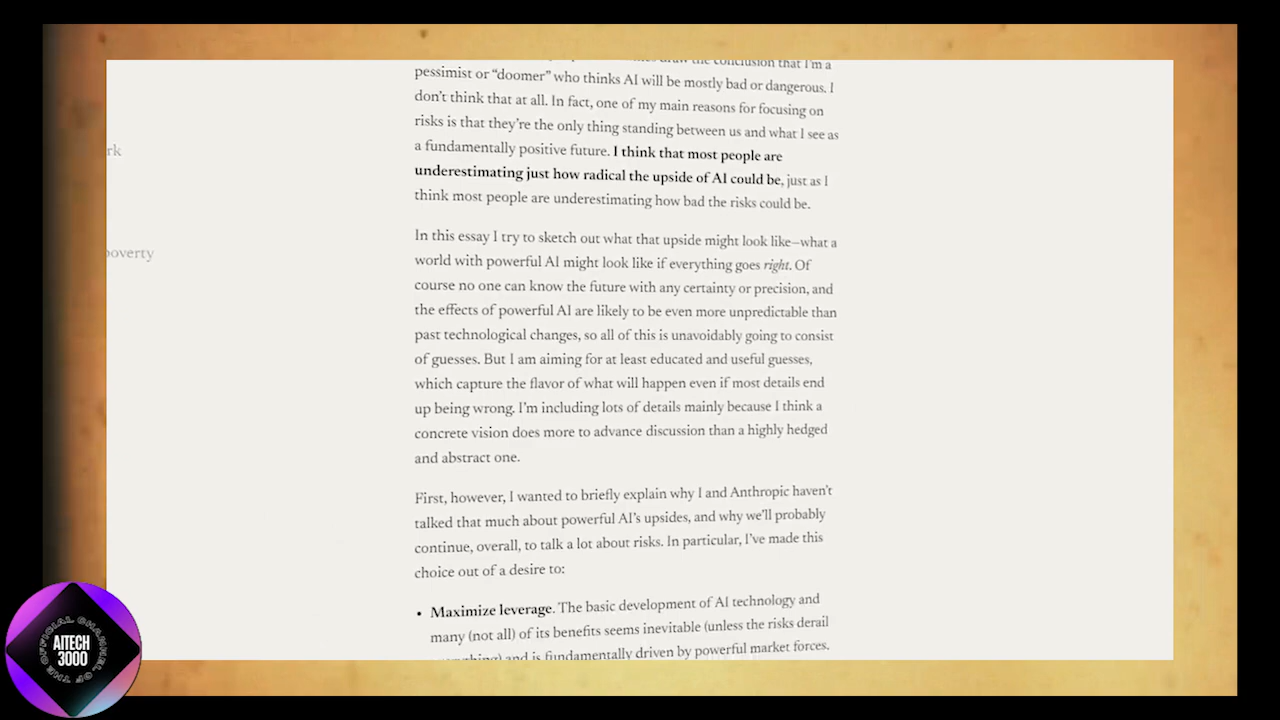 conclusion that I'm a
pessimist or “doomer” who thinks AI will be mostly bad or dangerous. I
don't think that at all. In fact, one of my main reasons for focusing on
risks is that they're the only thing standing between us and what I see as
a fundamentally positive future. I think that most people are
underestimating just how radical the upside of AI could be, just as I
think most people are underestimating how bad the risks could be.
rk
poverty
In this essay I try to sketch out what that upside might look like—what a
world with powerful AI might look like if everything goes right. Of
course no one can know the future with any certainty or precision, and
the effects of powerful AI are likely to be even more unpredictable than
past technological changes, so all of this is unavoidably going to consist
of guesses. But I am aiming for at least educated and useful guesses,
which capture the flavor of what will happen even if most details end
up being wrong. I'm including lots of details mainly because I think a
concrete vision does more to advance discussion than a highly hedged
and abstract one.
First, however, I wanted to briefly explain why I and Anthropic haven't
talked that much about powerful AI's upsides, and why we'll probably
continue, overall, to talk a lot about risks. In particular, I've made this
choice out of a desire to:
• Maximize leverage. The basic development of AI technology and
many (not all) of its benefits seems inevitable (unless the risks derail
and is fundamentally driven by powerful market forces.
THE OFFICIAL CHANNEL OF
AITECH
3000